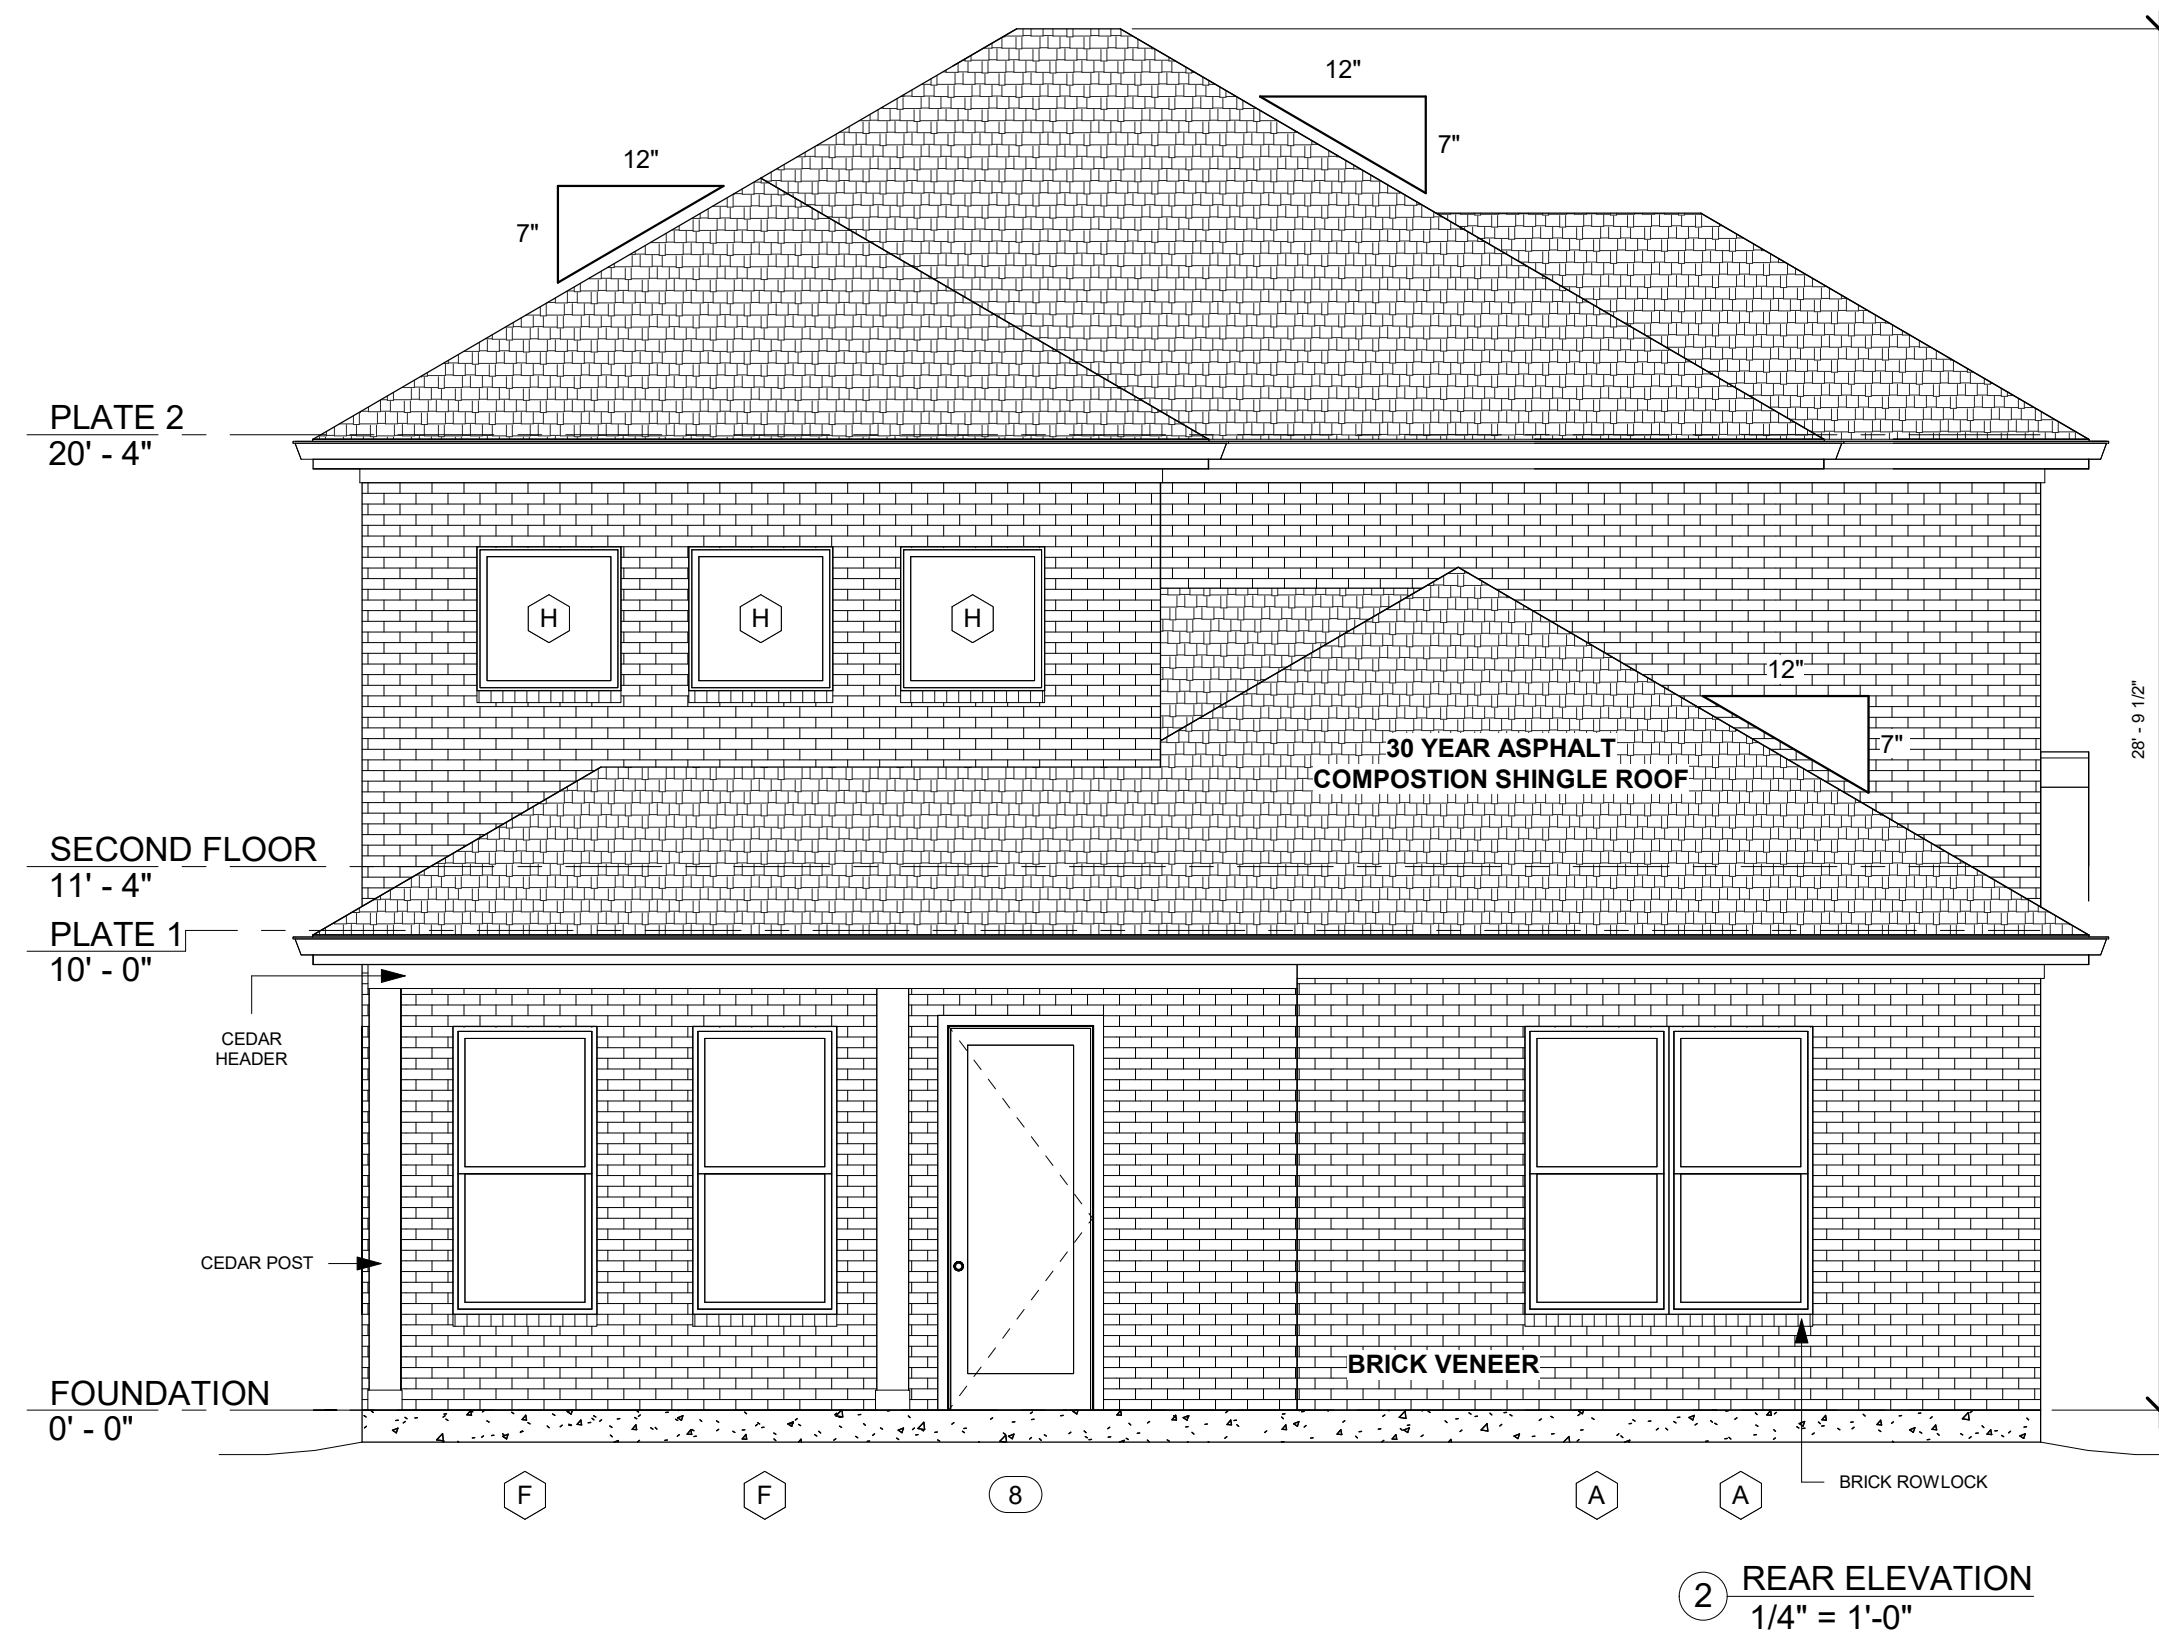 12"
7"
12"
7"
PLATE 2
20' - 4"
H
H
H
12"
7"
28' - 9 1/2"
30 YEAR ASPHALT
COMPOSTION SHINGLE ROOF
SECOND FLOOR
11' - 4"
PLATE 1
10' - 0"
CEDAR
HEADER
CEDAR POST
BRICK VENEER
FOUNDATION
0' - 0"
F
F
8
A
A
BRICK ROWLOCK
2
REAR ELEVATION
1/4" = 1'-0"